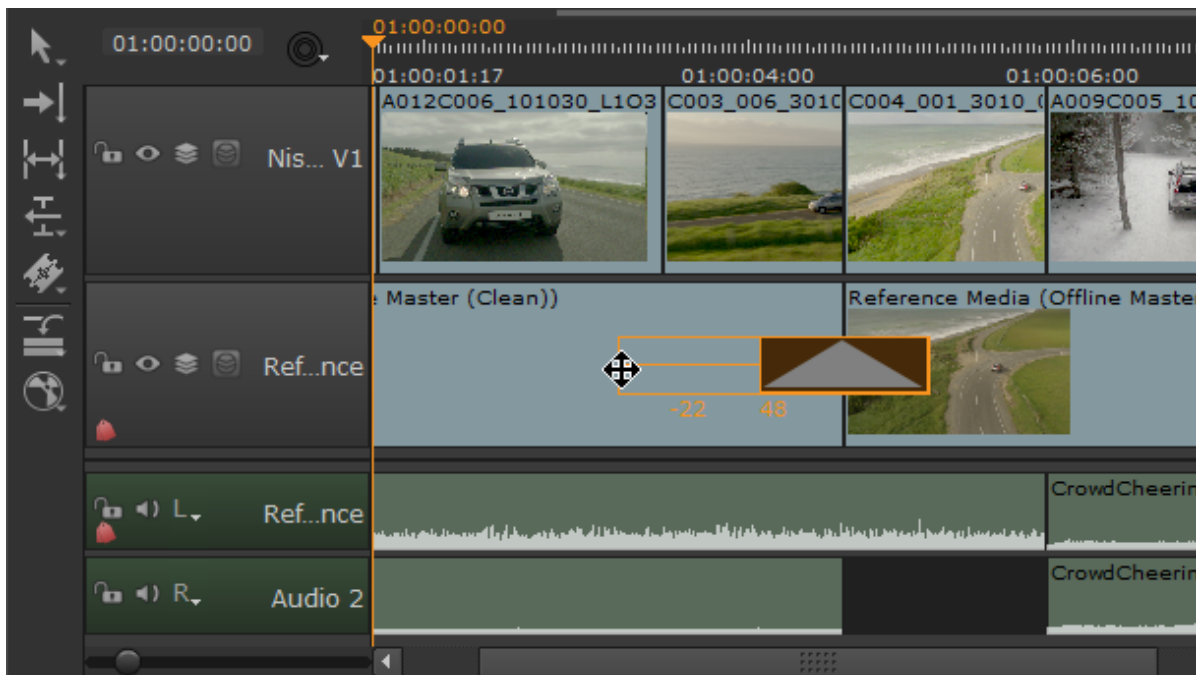 01:00:00:00
01:00:00:00
01:00:01:17 01:00:04:00 01:00:06:00
A012C006_101030_L1O3 C003_006_301C C004_001_3010_( A009C005_10
Nis... V1
: Master (Clean)) Reference Media (Offline Maste
Ref...nce
-22 48
CrowdCheerin
L Ref...nce
CrowdCheerin
R Audio 2